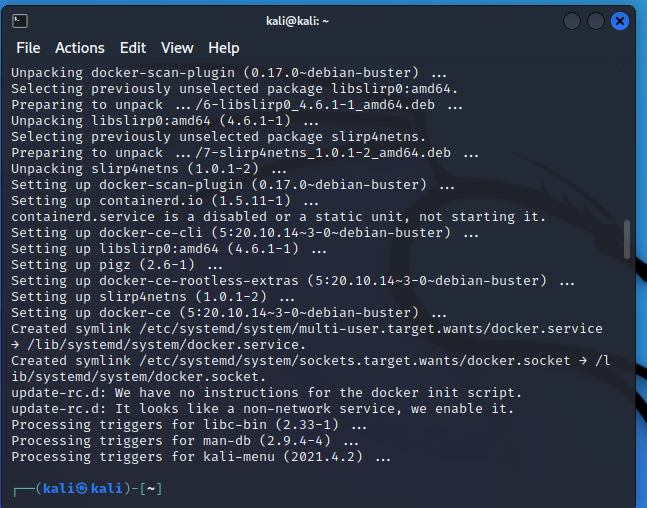 kali@kali: ~
File Actions Edit View Help
Unpacking docker-scan-plugin (0.17.0~debian-buster) ...
Selecting previously unselected package libslirp0:amd64.
Preparing to unpack .../6-libslirp0_4.6.1-1_amd64.deb ...
Unpacking libslirp0:amd64 (4.6.1-1) ...
Selecting previously unselected package slirp4netns.
Preparing to unpack .../7-slirp4netns_1.0.1-2_amd64.deb ...
Unpacking slirp4netns (1.0.1-2) ...
Setting up docker-scan-plugin (0.17.0~debian-buster) ...
Setting up containerd.io (1.5.11-1) ...
containerd.service is a disabled or a static unit, not starting it.
Setting up docker-ce-cli (5:20.10.14~3-0~debian-buster) ...
Setting up libslirp0:amd64 (4.6.1-1) ...
Setting up pigz (2.6-1) ...
Setting up docker-ce-rootless-extras (5:20.10.14~3-0~debian-buster) ...
Setting up slirp4netns (1.0.1-2) ...
Setting up docker-ce (5:20.10.14~3-0~debian-buster) ...
Created symlink /etc/systemd/system/multi-user.target.wants/docker.service
→ /lib/systemd/system/docker.service.
Created symlink /etc/systemd/system/sockets.target.wants/docker.socket → /l
ib/systemd/system/docker.socket.
update-rc.d: We have no instructions for the docker init script.
update-rc.d: It looks like a non-network service, we enable it.
Processing triggers for libc-bin (2.33-1) ...
Processing triggers for man-db (2.9.4-4) ...
Processing triggers for kali-menu (2021.4.2) ...
┌──(kali㉿kali)-[~]